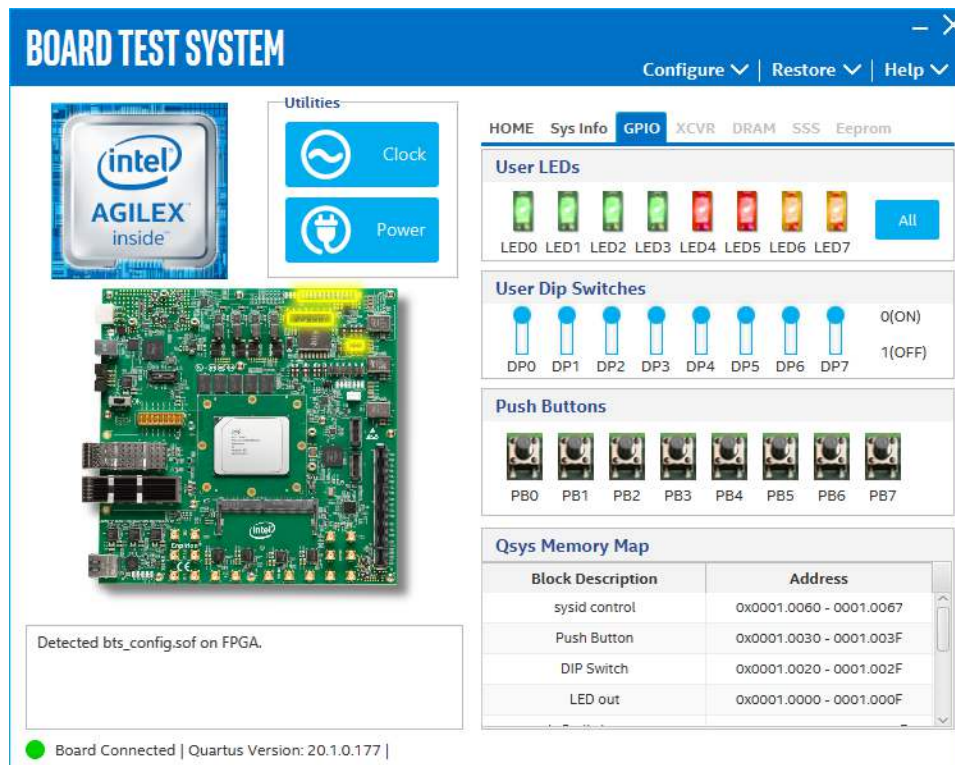 BOARD TEST SYSTEM
Configure | Restore | Help
Utilities
Clock
Power
intel
AGILEX
inside™
HOME Sys Info GPIO XCVR DRAM SSS Eeprom
User LEDs
LED0 LED1 LED2 LED3 LED4 LED5 LED6 LED7
All
User Dip Switches
0(ON)
1(OFF)
DP0 DP1 DP2 DP3 DP4 DP5 DP6 DP7
Push Buttons
PB0 PB1 PB2 PB3 PB4 PB5 PB6 PB7
Qsys Memory Map
Block Description Address
sysid control 0x0001.0060 - 0001.0067
Push Button 0x0001.0030 - 0001.003F
DIP Switch 0x0001.0020 - 0001.002F
LED out 0x0001.0000 - 0001.000F
(intel)
Enpirion
CE
Detected bts_config.sof on FPGA.
Board Connected | Quartus Version: 20.1.0.177 |